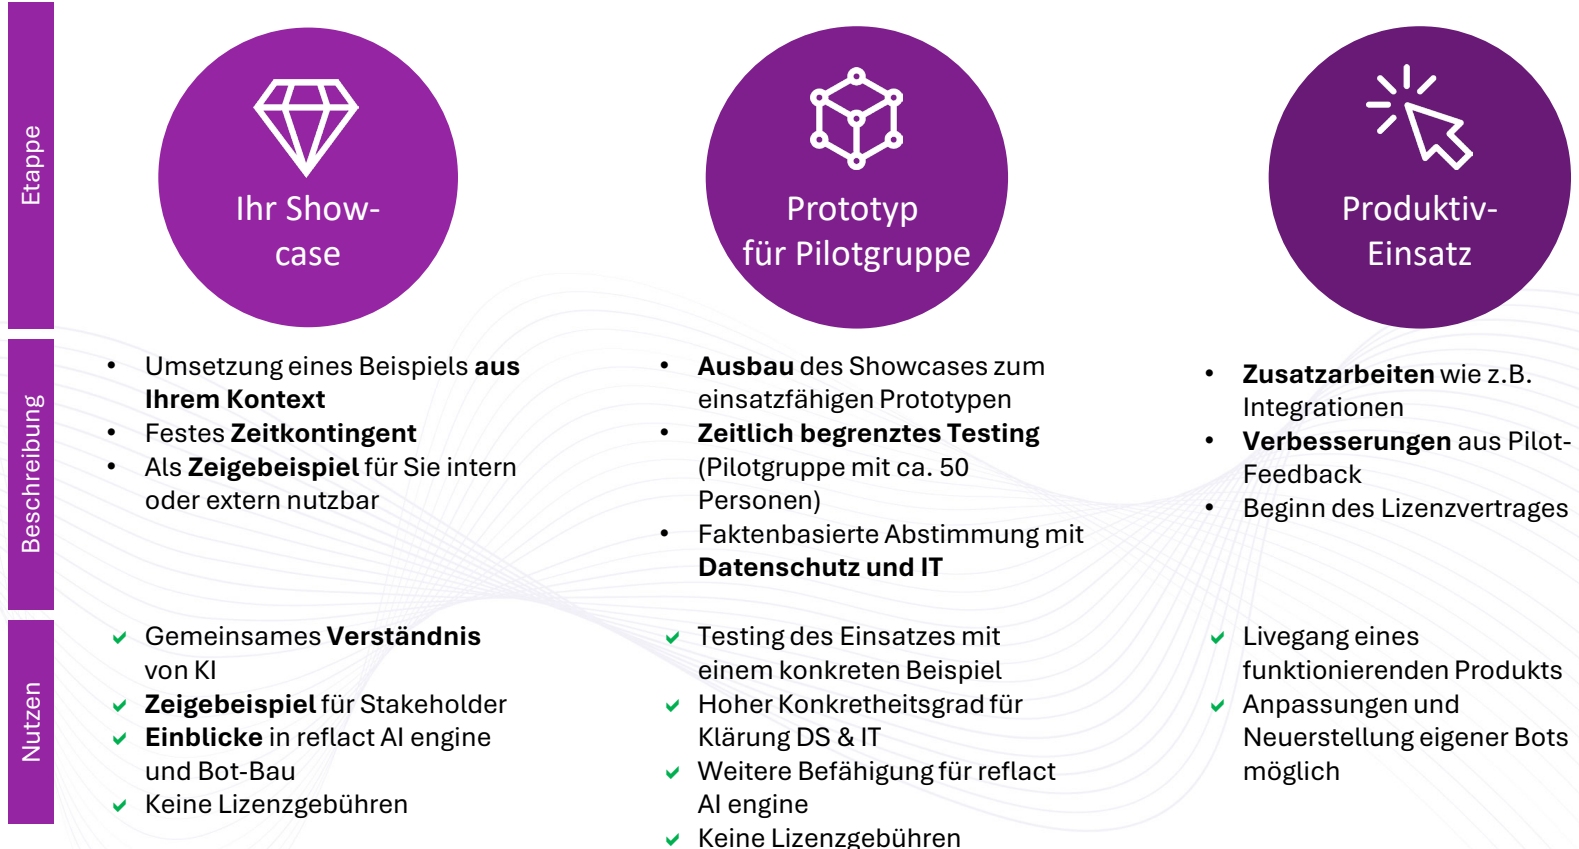 Etappe
Ihr Show-
case
Prototyp
für Pilotgruppe
Produktiv-
Einsatz
Beschreibung
• Umsetzung eines Beispiels aus
Ihrem Kontext
• Festes Zeitkontingent
• Als Zeigebeispiel für Sie intern
oder extern nutzbar
• Ausbau des Showcases zum
einsatzfähigen Prototypen
• Zeitlich begrenztes Testing
(Pilotgruppe mit ca. 50
Personen)
• Faktenbasierte Abstimmung mit
Datenschutz und IT
• Zusatzarbeiten wie z.B.
Integrationen
• Verbesserungen aus Pilot-
Feedback
• Beginn des Lizenzvertrages
Nutzen
Gemeinsames Verständnis
von KI
Zeigebeispiel für Stakeholder
Einblicke in reflact AI engine
und Bot-Bau
Keine Lizenzgebühren
Testing des Einsatzes mit
einem konkreten Beispiel
Hoher Konkretheitsgrad für
Klärung DS & IT
Weitere Befähigung für reflact
AI engine
Keine Lizenzgebühren
Livegang eines
funktionierenden Produkts
Anpassungen und
Neuerstellung eigener Bots
möglich